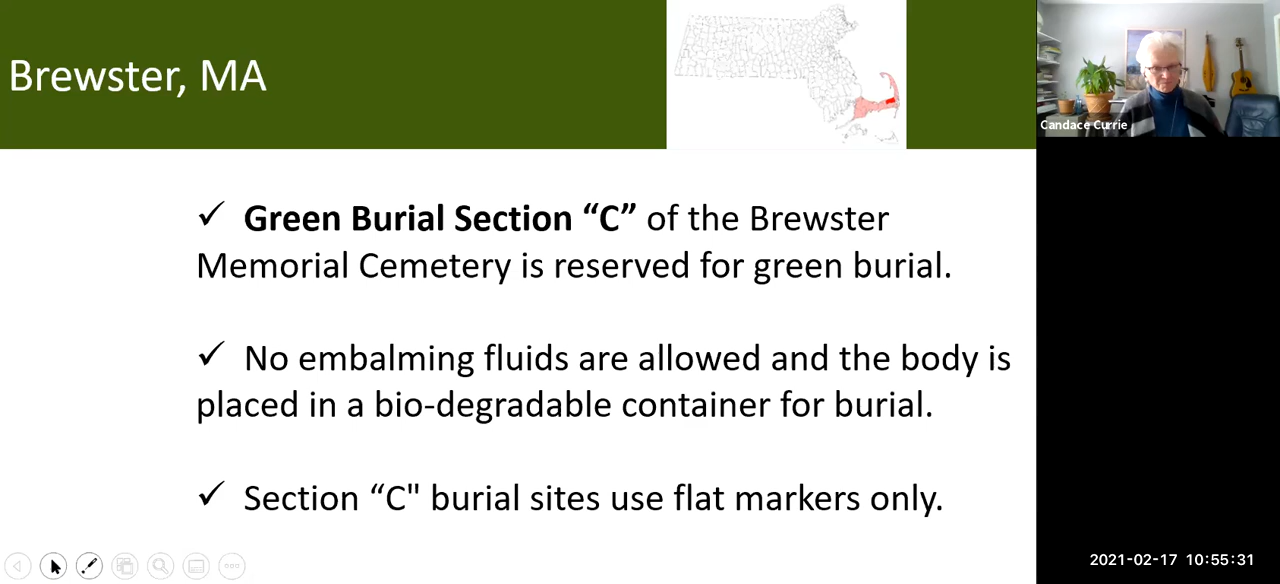 Brewster, MA
Candace Currie
✓ Green Burial Section “C” of the Brewster
Memorial Cemetery is reserved for green burial.
✓ No embalming fluids are allowed and the body is
placed in a bio-degradable container for burial.
✓ Section “C" burial sites use flat markers only.
2021-02-17 10:55:31